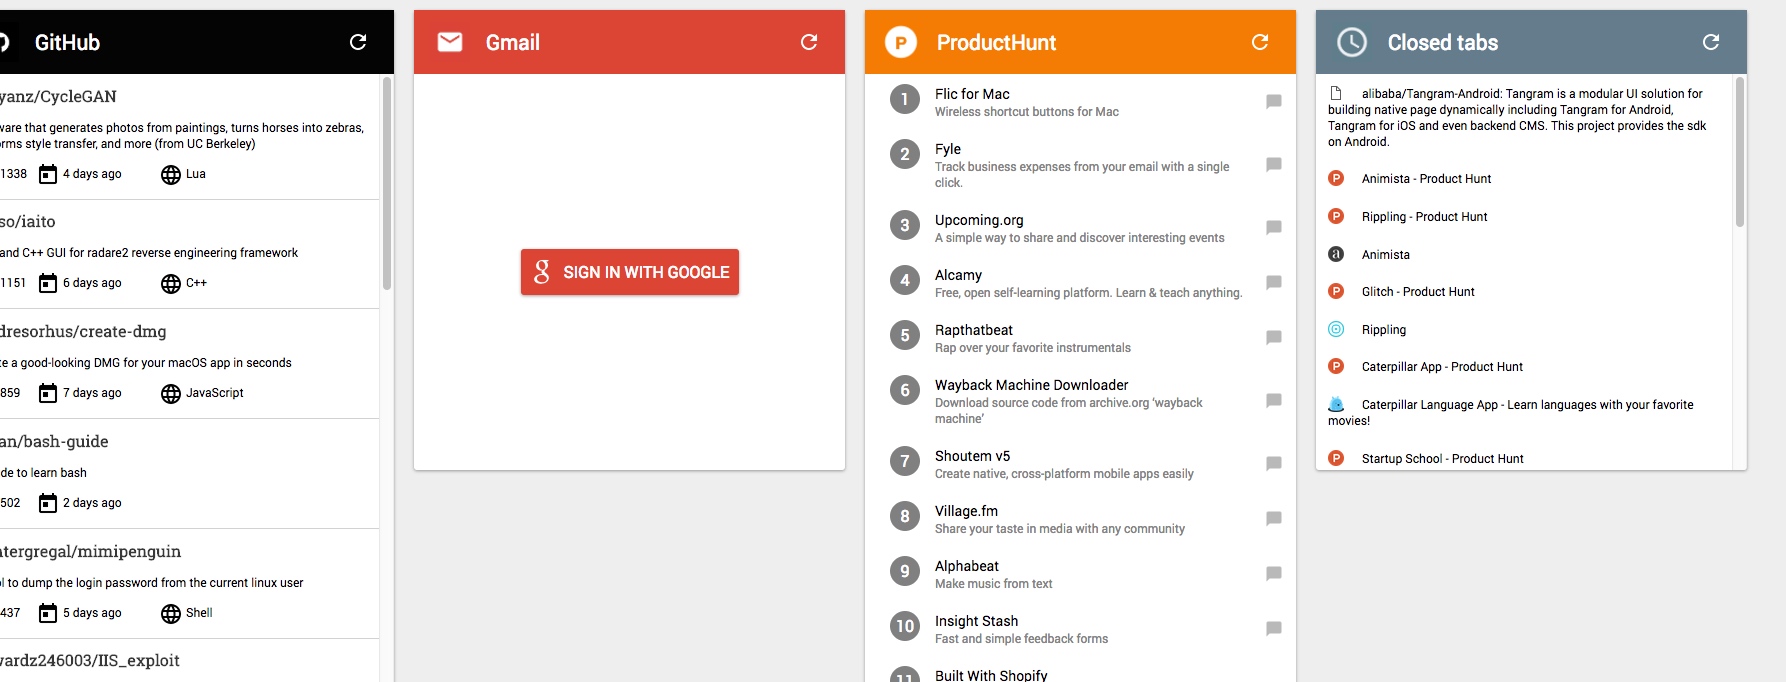 GitHub
yanz/CycleGAN
ware that generates photos from paintings, turns horses into zebras,
orms style transfer, and more (from UC Berkeley)
1338 4 days ago Lua
so/iaito
and C++ GUI for radare2 reverse engineering framework
1151 6 days ago C++
dresorhus/create-dmg
te a good-looking DMG for your macOS app in seconds
859 7 days ago JavaScript
an/bash-guide
de to learn bash
502 2 days ago
ntergregal/mimipenguin
ol to dump the login password from the current linux user
437 5 days ago Shell
wardz246003/IIS_exploit
Gmail
SIGN IN WITH GOOGLE
ProductHunt
1 Flic for Mac
Wireless shortcut buttons for Mac
2 Fyle
Track business expenses from your email with a single
click.
3 Upcoming.org
A simple way to share and discover interesting events
4 Alcamy
Free, open self-learning platform. Learn & teach anything.
5 Rapthatbeat
Rap over your favorite instrumentals
6 Wayback Machine Downloader
Download source code from archive.org ‘wayback
machine’
7 Shoutem v5
Create native, cross-platform mobile apps easily
8 Village.fm
Share your taste in media with any community
9 Alphabeat
Make music from text
10 Insight Stash
Fast and simple feedback forms
11 Built With Shopify
Closed tabs
alibaba/Tangram-Android: Tangram is a modular UI solution for
building native page dynamically including Tangram for Android,
Tangram for iOS and even backend CMS. This project provides the sdk
on Android.
Animista - Product Hunt
Rippling - Product Hunt
Animista
Glitch - Product Hunt
Rippling
Caterpillar App - Product Hunt
Caterpillar Language App - Learn languages with your favorite
movies!
Startup School - Product Hunt